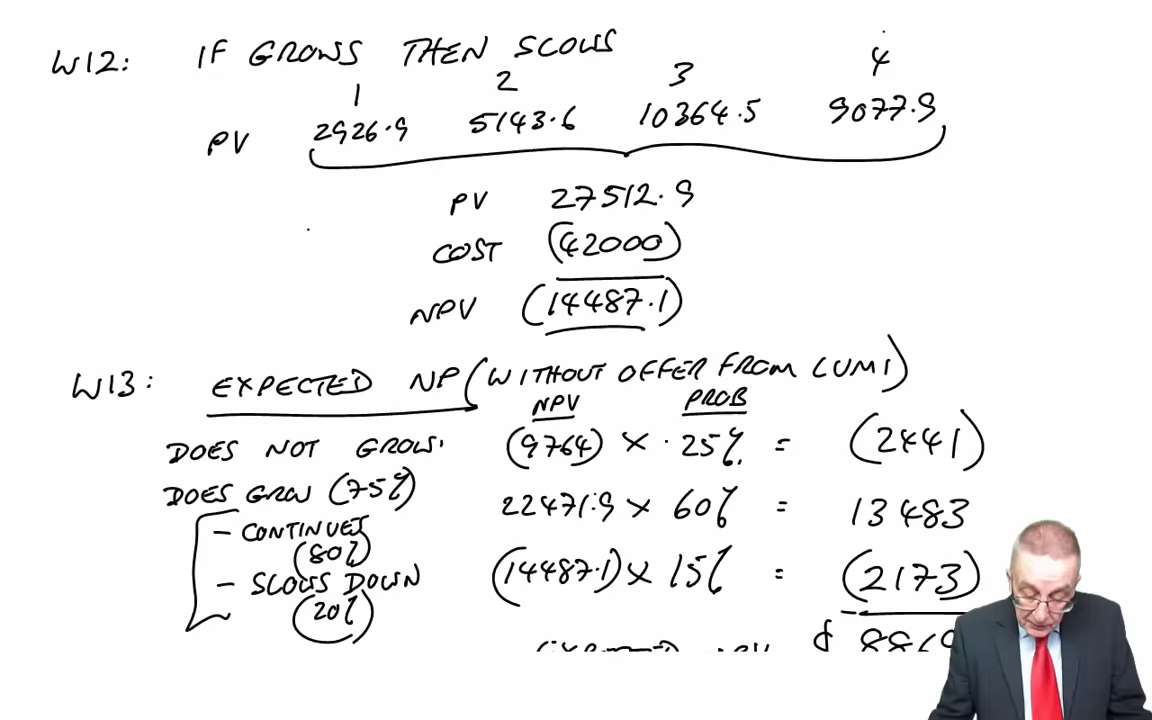 W12: IF GROWS THEN SLOWS
1 2 3 4
PV 2926.9 5143.6 10364.5 9077.9
PV 27512.9
COST (42000)
NPV (14487.1)
W13: EXPECTED NP (WITHOUT OFFER FROM LUMI)
NPV PROB
DOES NOT GROW: (9764) × .25% = (2441)
DOES GROW (75%) 22471.9 × 60% = 13483
- CONTINUES
(80%)
- SLOWS DOWN (14487.1) × 15% = (2173)
(20%)